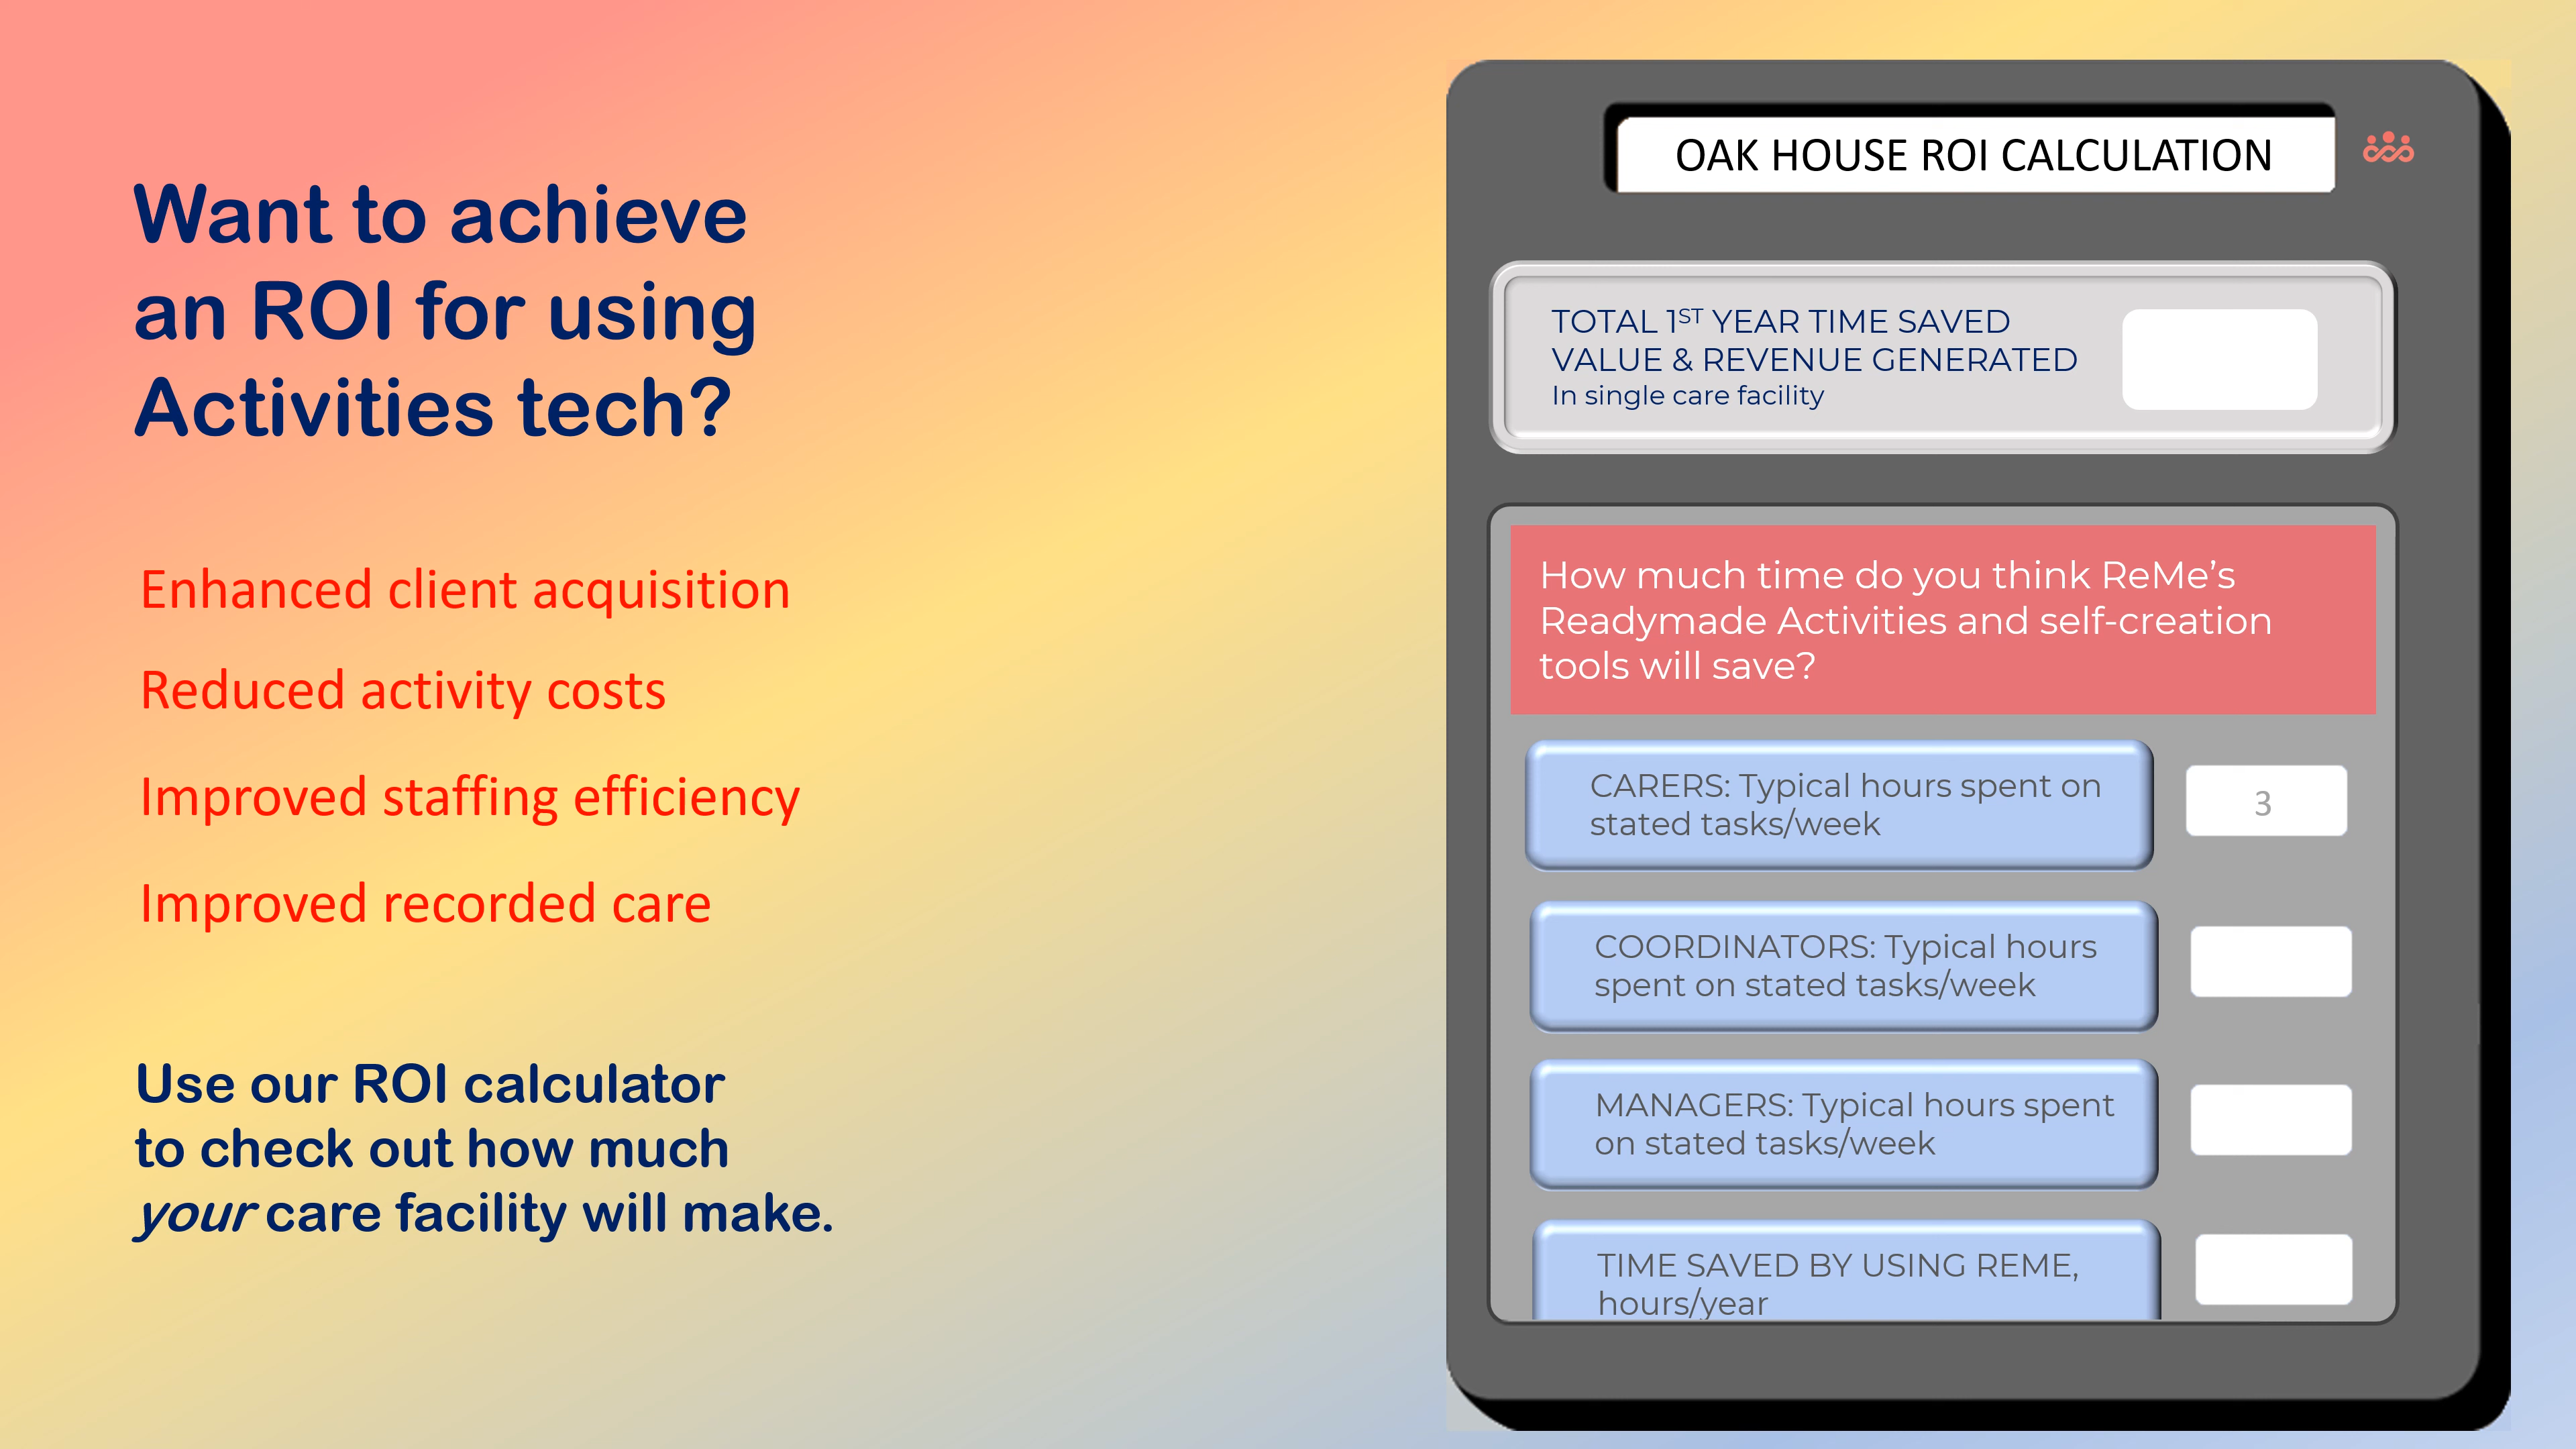 Want to achieve
an ROI for using
Activities tech?
Enhanced client acquisition
Reduced activity costs
Improved staffing efficiency
Improved recorded care
Use our ROI calculator
to check out how much
your care facility will make.
OAK HOUSE ROI CALCULATION
TOTAL 1ST YEAR TIME SAVED
VALUE & REVENUE GENERATED
In single care facility
How much time do you think ReMe’s
Readymade Activities and self-creation
tools will save?
CARERS: Typical hours spent on
stated tasks/week
3
COORDINATORS: Typical hours
spent on stated tasks/week
MANAGERS: Typical hours spent
on stated tasks/week
TIME SAVED BY USING REME,
hours/year